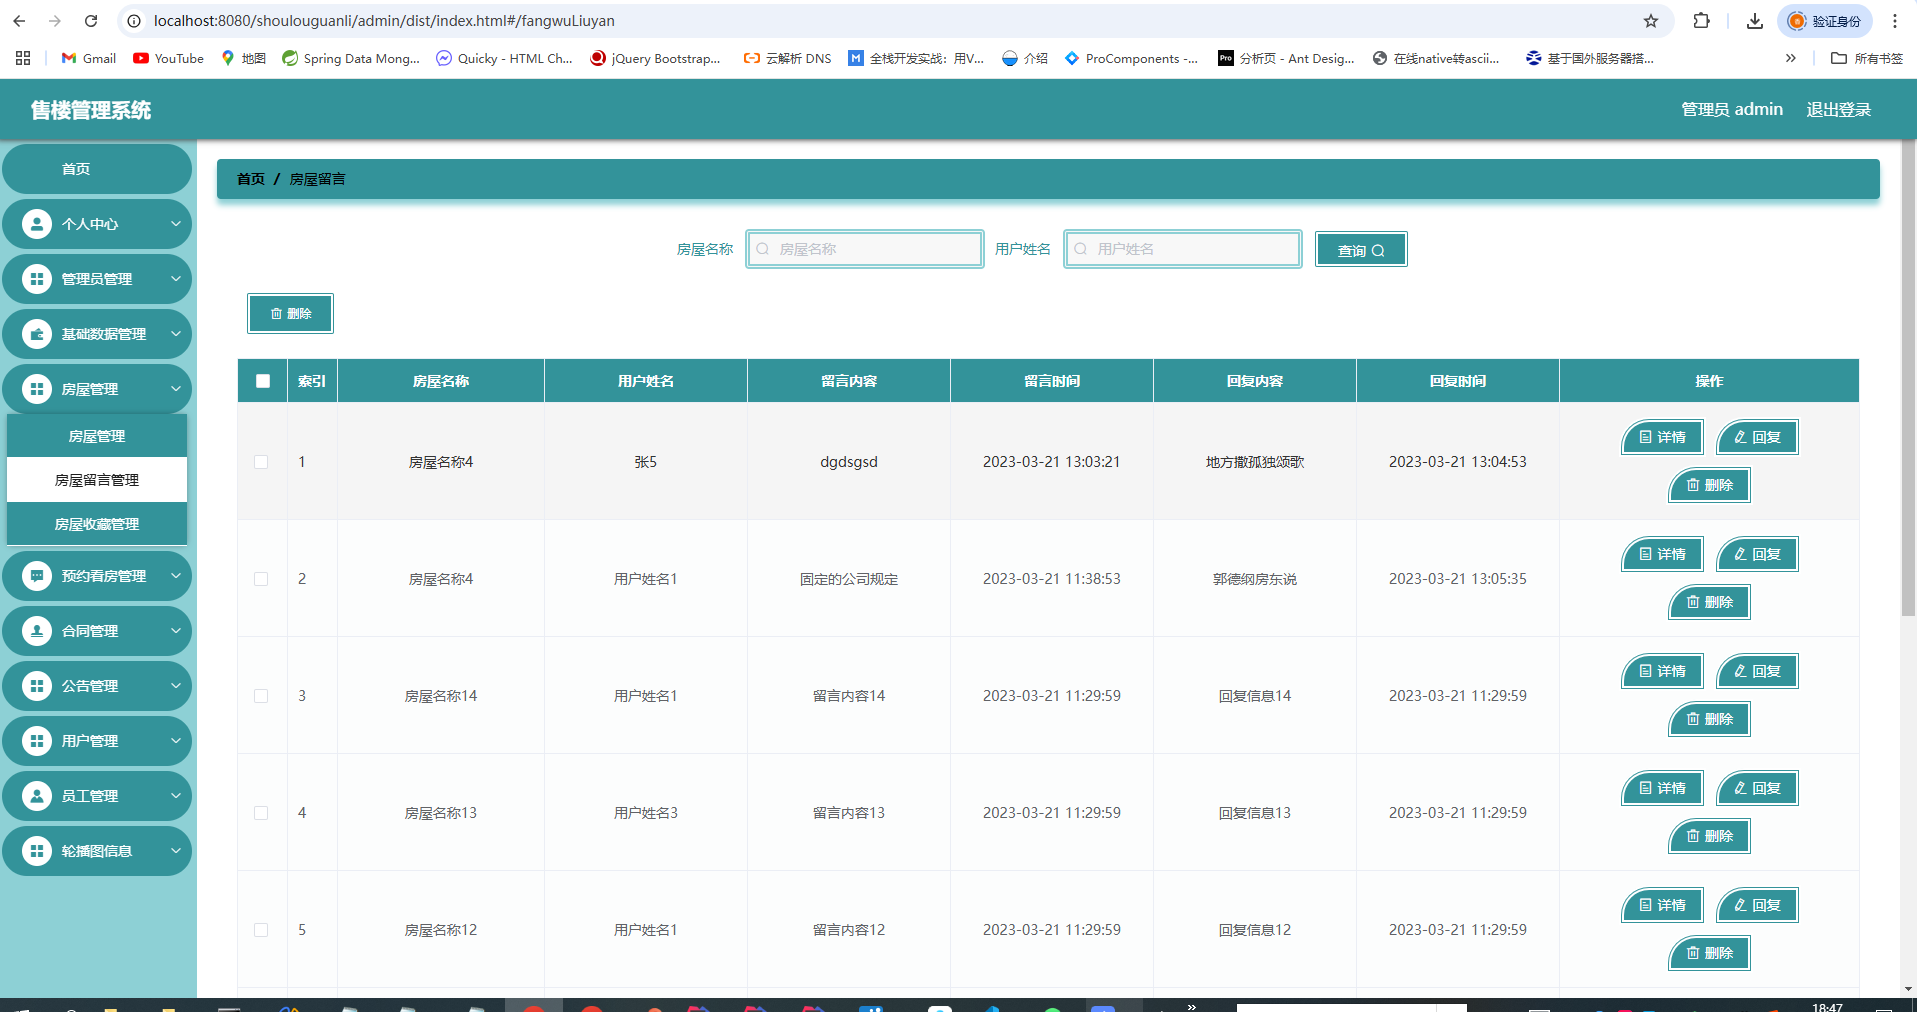 localhost:8080/shoulouguanli/admin/dist/index.html#/fangwuLiuyan
验证身份
Gmail
YouTube
地图
Spring Data Mong...
Quicky - HTML Ch...
jQuery Bootstrap...
云解析 DNS
全栈开发实战：用V...
介绍
ProComponents -...
分析页 - Ant Desig...
在线native转ascii...
基于国外服务器搭...
所有书签
售楼管理系统
管理员 admin
退出登录
首页
个人中心
管理员管理
基础数据管理
房屋管理
房屋管理
房屋留言管理
房屋收藏管理
预约看房管理
合同管理
公告管理
用户管理
员工管理
轮播图信息
首页 / 房屋留言
房屋名称 房屋名称 用户姓名 用户姓名 查询
删除
索引 房屋名称 用户姓名 留言内容 留言时间 回复内容 回复时间 操作
1 房屋名称4 张5 dgdsgsd 2023-03-21 13:03:21 地方撒孤独颂歌 2023-03-21 13:04:53 详情 回复
删除
2 房屋名称4 用户姓名1 固定的公司规定 2023-03-21 11:38:53 郭德纲房东说 2023-03-21 13:05:35 详情 回复
删除
3 房屋名称14 用户姓名1 留言内容14 2023-03-21 11:29:59 回复信息14 2023-03-21 11:29:59 详情 回复
删除
4 房屋名称13 用户姓名3 留言内容13 2023-03-21 11:29:59 回复信息13 2023-03-21 11:29:59 详情 回复
删除
5 房屋名称12 用户姓名1 留言内容12 2023-03-21 11:29:59 回复信息12 2023-03-21 11:29:59 详情 回复
删除
18:47